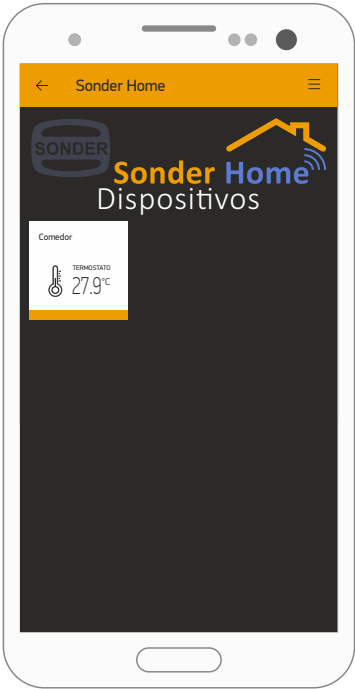 Sonder Home
SONDER
Sonder Home
Dispositivos
Comedor
TERMOSTATO
27.9°C